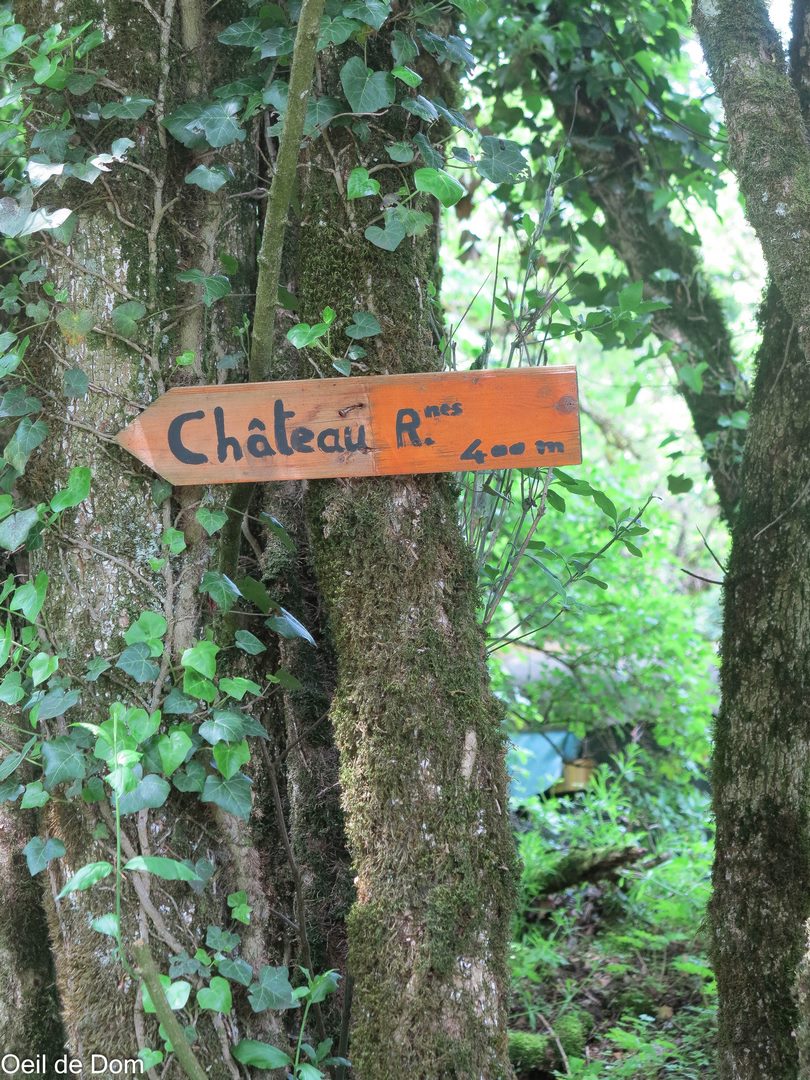 Château R.nes
400 m
Oeil de Dom